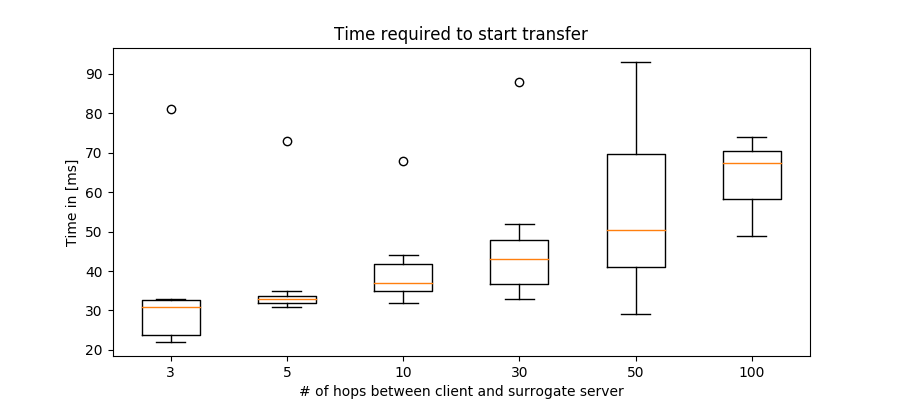 Time required to start transfer
Time in [ms]
90
80
70
60
50
40
30
20
3 5 10 30 50 100
# of hops between client and surrogate server